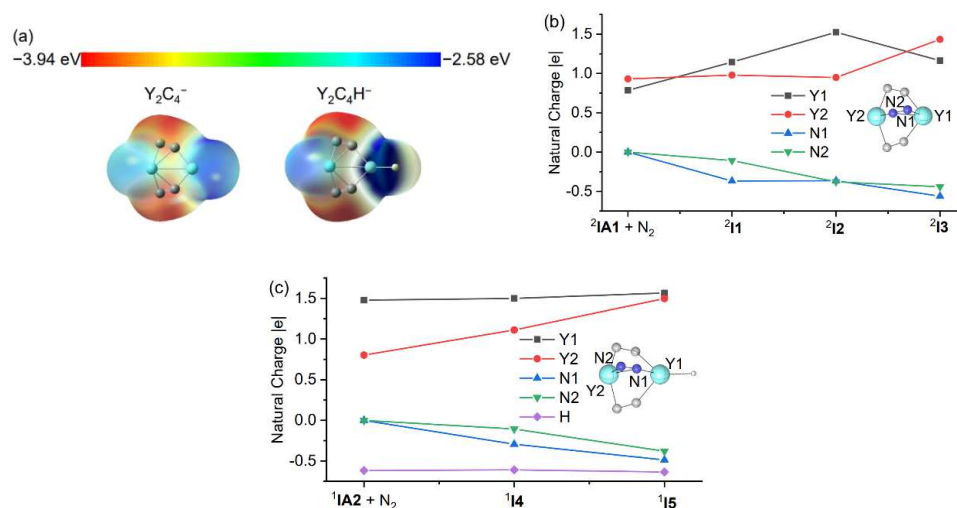 (a)
−3.94 eV
−2.58 eV
Y₂C₄⁻
Y₂C₄H⁻
(b)
Natural Charge |e|
1.5
1.0
0.5
0.0
-0.5
Y1
Y2
N1
N2
N2
Y2
N1
Y1
²IA1 + N₂
²I1
²I2
²I3
(c)
Natural Charge |e|
1.5
1.0
0.5
0.0
-0.5
Y1
Y2
N1
N2
H
N2
Y1
N1
Y2
¹IA2 + N₂
¹I4
¹I5